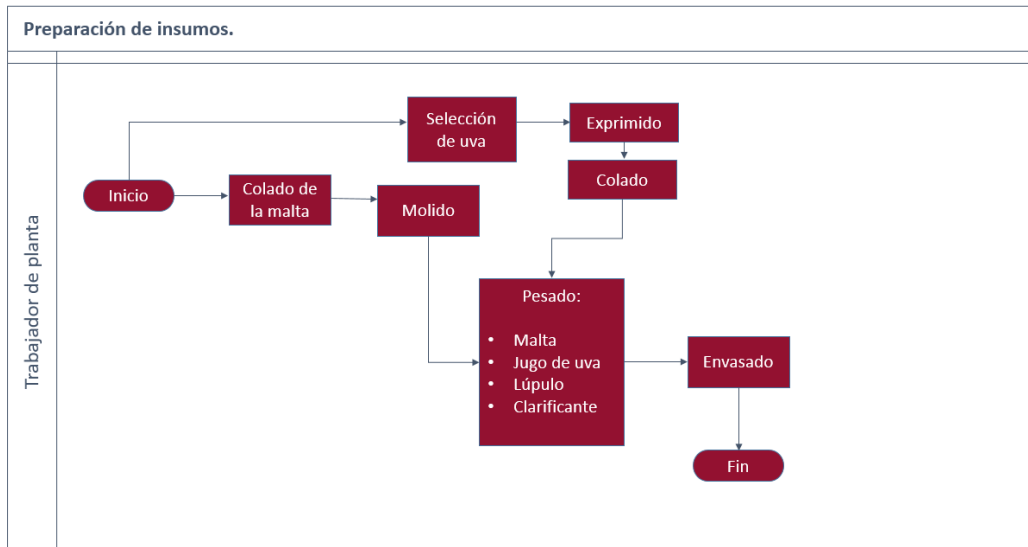 Preparación de insumos.
Trabajador de planta
Inicio
Selección
de uva
Exprimido
Colado
Colado de
la malta
Molido
Pesado:
• Malta
• Jugo de uva
• Lúpulo
• Clarificante
Envasado
Fin